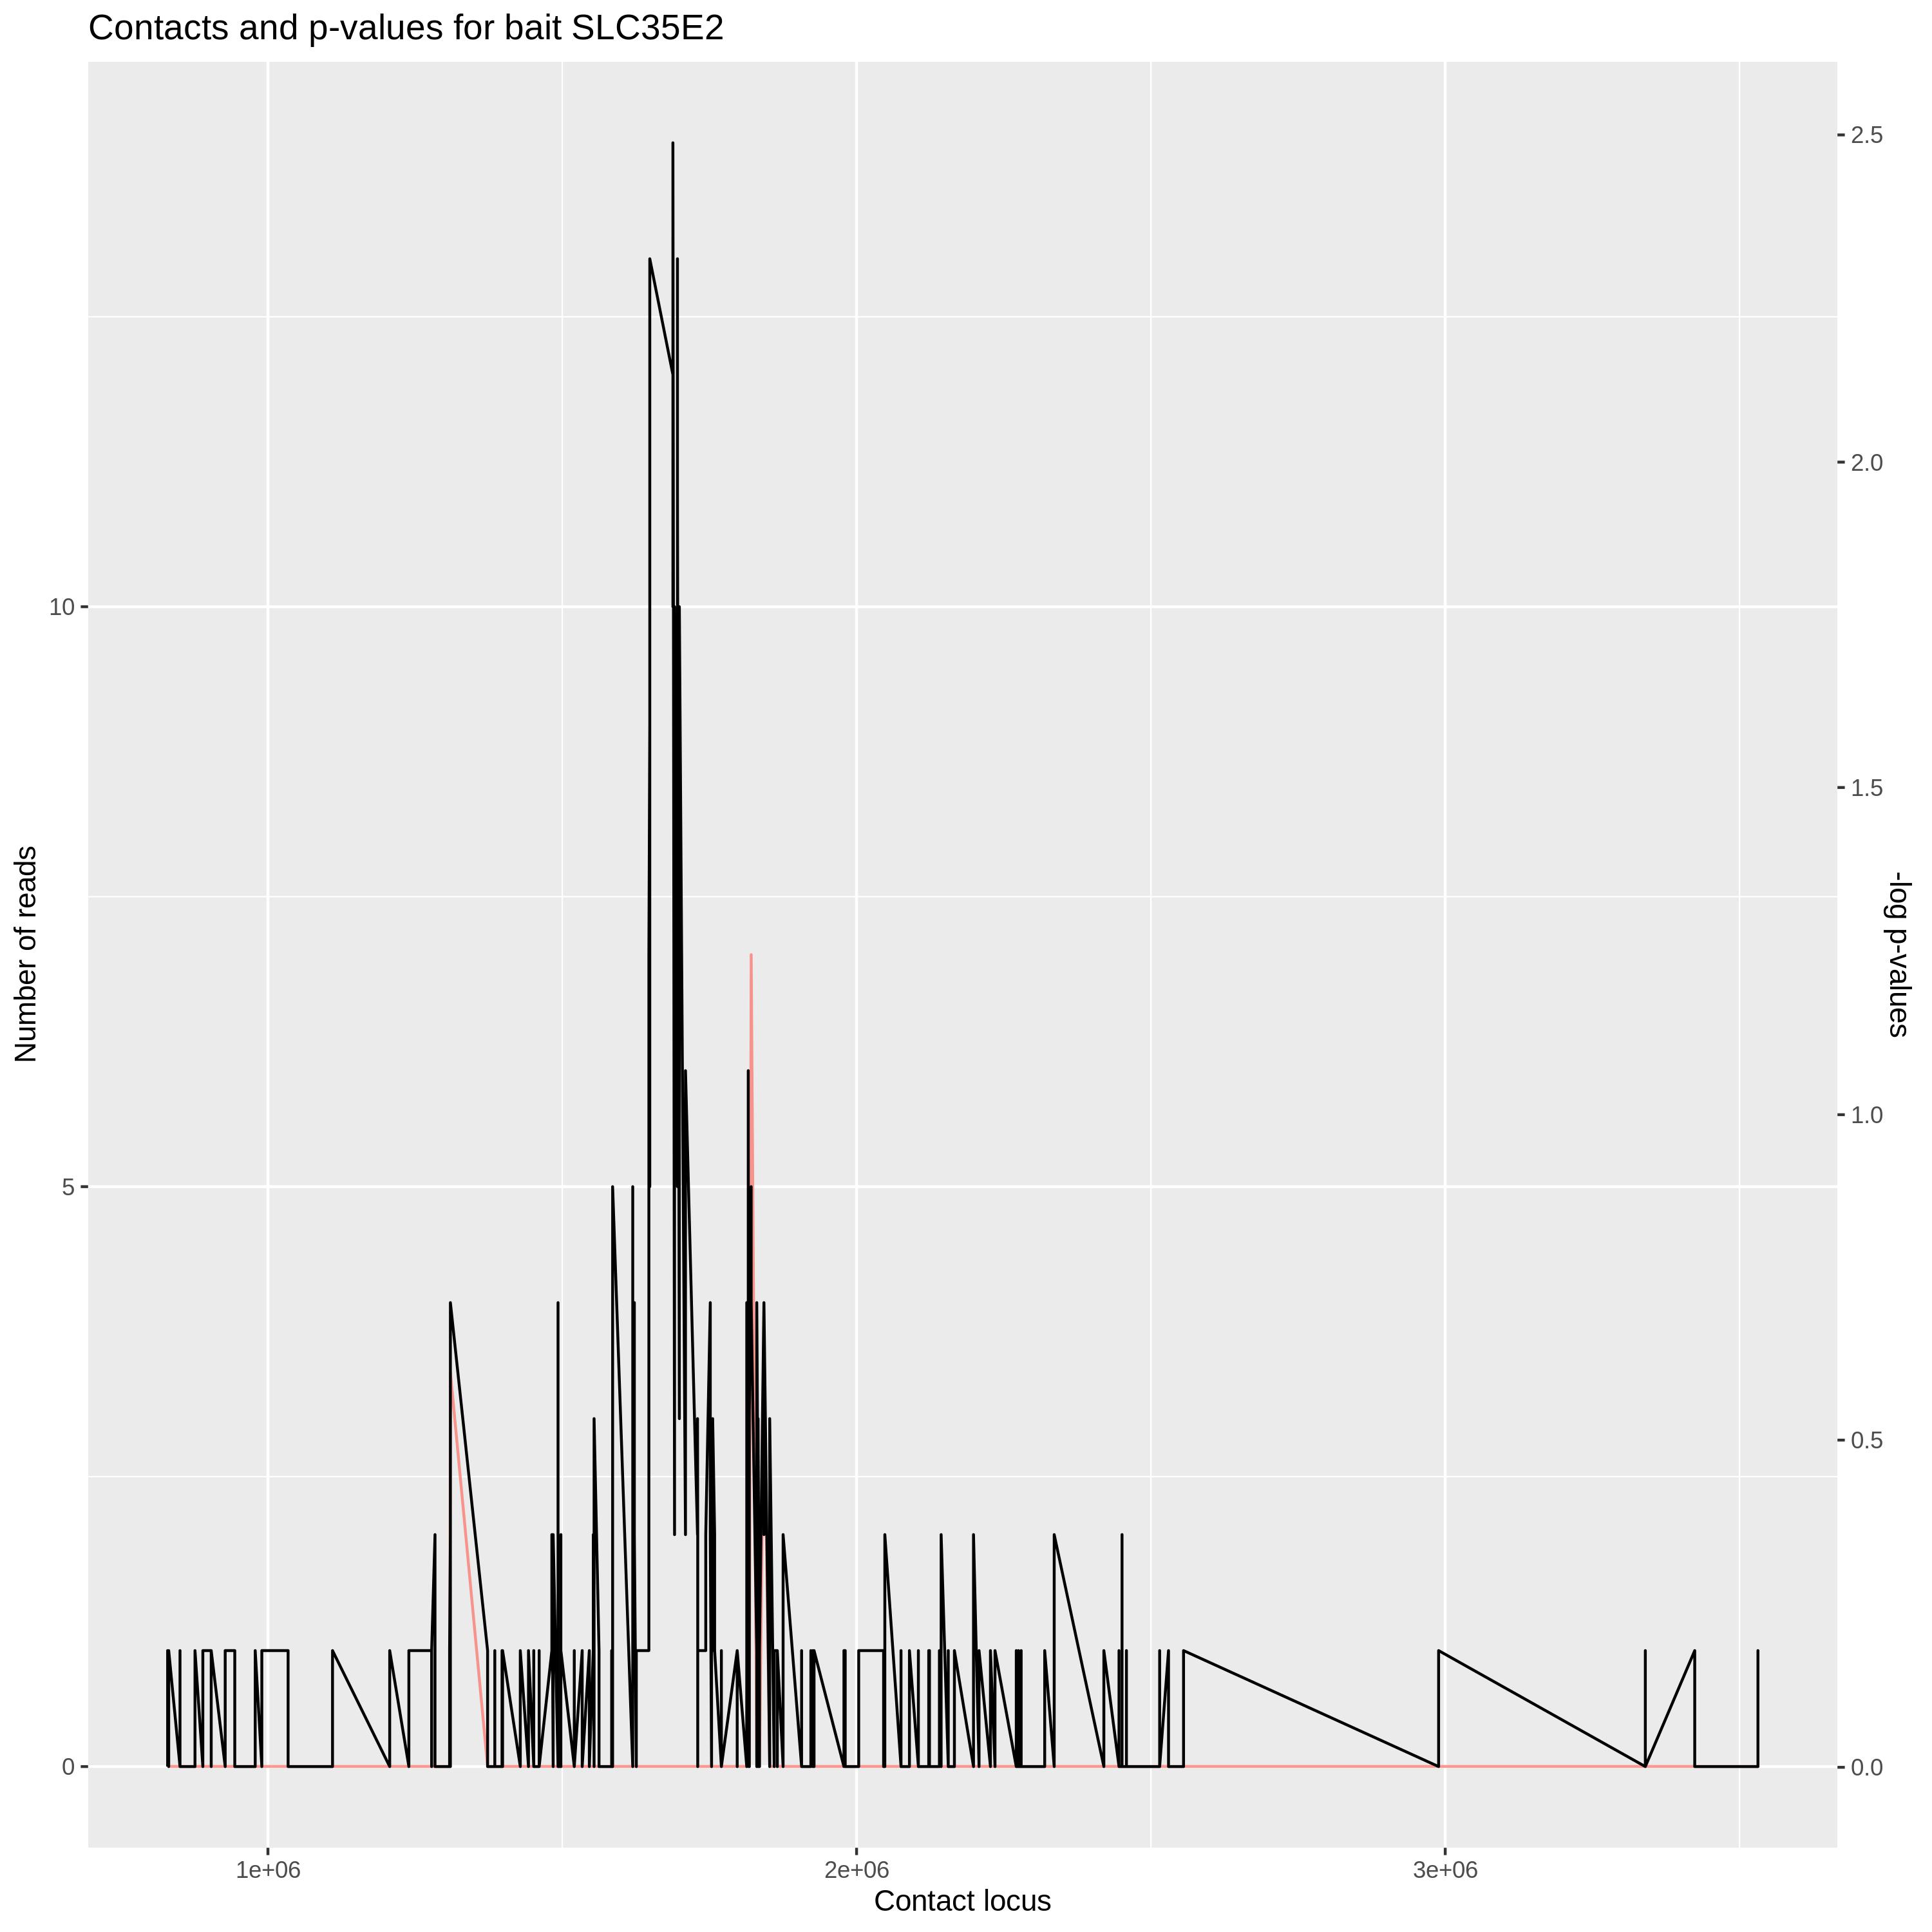 Contacts and p-values for bait SLC35E2
Number of reads
10
5
0
2.5
2.0
1.5
1.0
0.5
0.0
-log p-values
1e+06
2e+06
3e+06
Contact locus